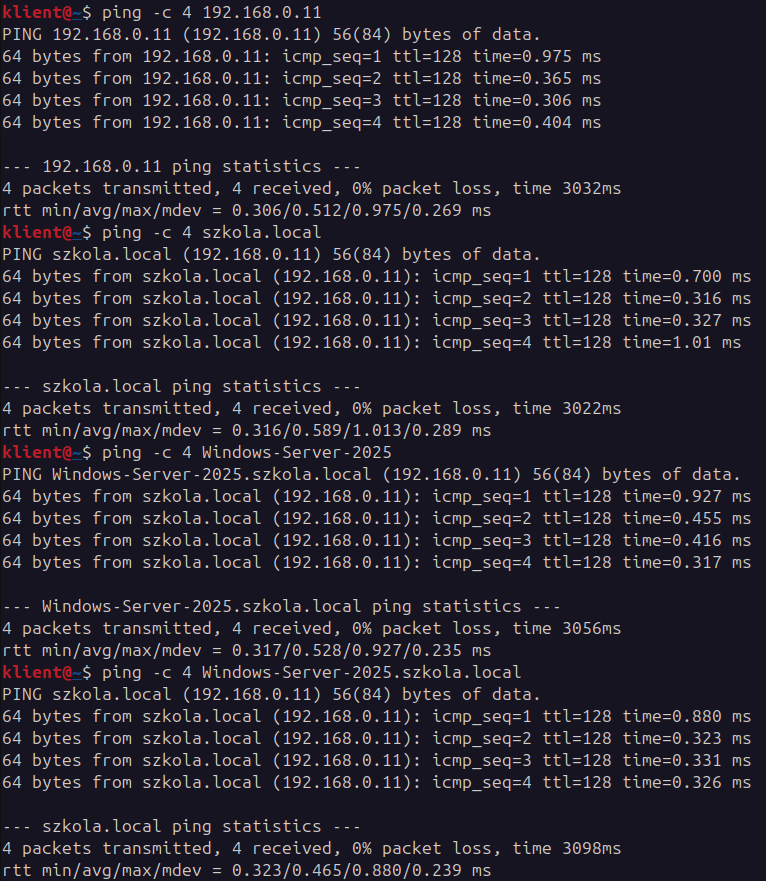 klient@~$ ping -c 4 192.168.0.11
PING 192.168.0.11 (192.168.0.11) 56(84) bytes of data.
64 bytes from 192.168.0.11: icmp_seq=1 ttl=128 time=0.975 ms
64 bytes from 192.168.0.11: icmp_seq=2 ttl=128 time=0.365 ms
64 bytes from 192.168.0.11: icmp_seq=3 ttl=128 time=0.306 ms
64 bytes from 192.168.0.11: icmp_seq=4 ttl=128 time=0.404 ms

--- 192.168.0.11 ping statistics ---
4 packets transmitted, 4 received, 0% packet loss, time 3032ms
rtt min/avg/max/mdev = 0.306/0.512/0.975/0.269 ms
klient@~$ ping -c 4 szkola.local
PING szkola.local (192.168.0.11) 56(84) bytes of data.
64 bytes from szkola.local (192.168.0.11): icmp_seq=1 ttl=128 time=0.700 ms
64 bytes from szkola.local (192.168.0.11): icmp_seq=2 ttl=128 time=0.316 ms
64 bytes from szkola.local (192.168.0.11): icmp_seq=3 ttl=128 time=0.327 ms
64 bytes from szkola.local (192.168.0.11): icmp_seq=4 ttl=128 time=1.01 ms

--- szkola.local ping statistics ---
4 packets transmitted, 4 received, 0% packet loss, time 3022ms
rtt min/avg/max/mdev = 0.316/0.589/1.013/0.289 ms
klient@~$ ping -c 4 Windows-Server-2025
PING Windows-Server-2025.szkola.local (192.168.0.11) 56(84) bytes of data.
64 bytes from szkola.local (192.168.0.11): icmp_seq=1 ttl=128 time=0.927 ms
64 bytes from szkola.local (192.168.0.11): icmp_seq=2 ttl=128 time=0.455 ms
64 bytes from szkola.local (192.168.0.11): icmp_seq=3 ttl=128 time=0.416 ms
64 bytes from szkola.local (192.168.0.11): icmp_seq=4 ttl=128 time=0.317 ms

--- Windows-Server-2025.szkola.local ping statistics ---
4 packets transmitted, 4 received, 0% packet loss, time 3056ms
rtt min/avg/max/mdev = 0.317/0.528/0.927/0.235 ms
klient@~$ ping -c 4 Windows-Server-2025.szkola.local
PING szkola.local (192.168.0.11) 56(84) bytes of data.
64 bytes from szkola.local (192.168.0.11): icmp_seq=1 ttl=128 time=0.880 ms
64 bytes from szkola.local (192.168.0.11): icmp_seq=2 ttl=128 time=0.323 ms
64 bytes from szkola.local (192.168.0.11): icmp_seq=3 ttl=128 time=0.331 ms
64 bytes from szkola.local (192.168.0.11): icmp_seq=4 ttl=128 time=0.326 ms

--- szkola.local ping statistics ---
4 packets transmitted, 4 received, 0% packet loss, time 3098ms
rtt min/avg/max/mdev = 0.323/0.465/0.880/0.239 ms